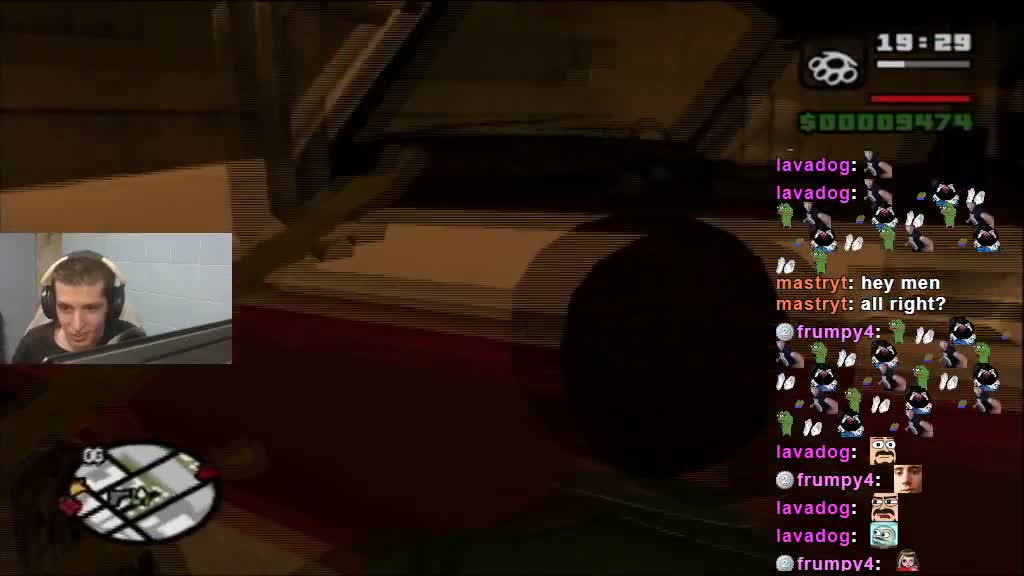 19:29
$00009474
lavadog:
lavadog:
mastryt: hey men
mastryt: all right?
frumpy4:
lavadog:
frumpy4:
lavadog:
lavadog:
frumpy4: